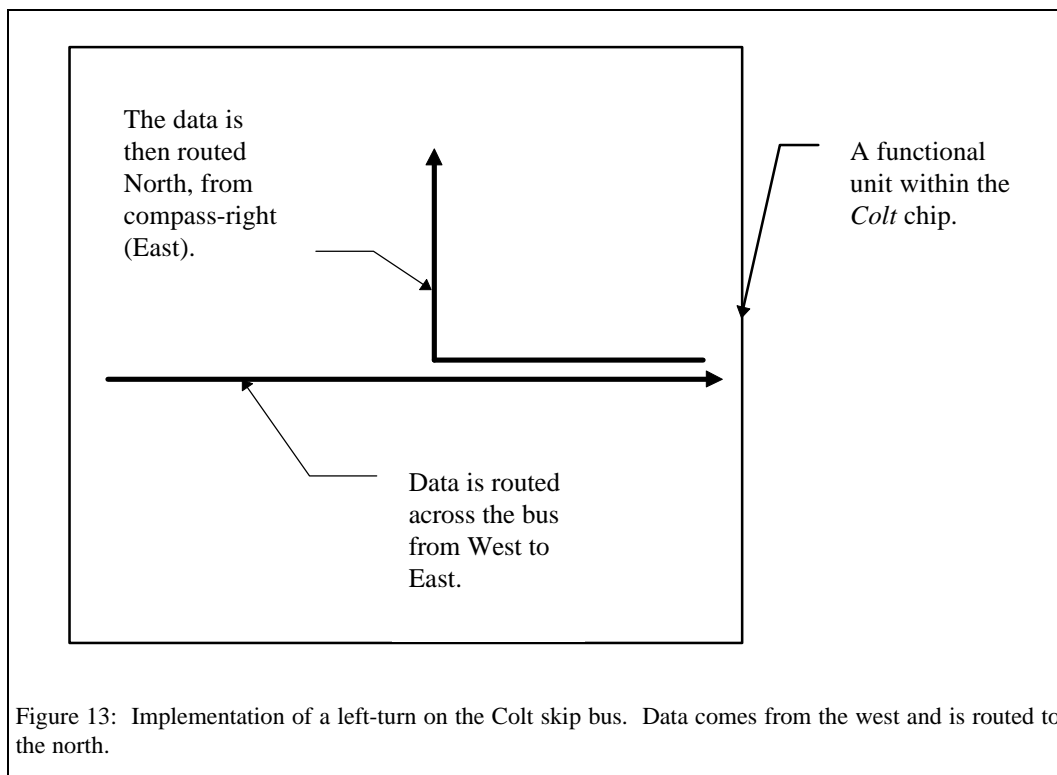 The data is
then routed
North, from
compass-right
(East).
A functional
unit within the
Colt chip.
Data is routed
across the bus
from West to
East.
Figure 13: Implementation of a left-turn on the Colt skip bus. Data comes from the west and is routed to
the north.